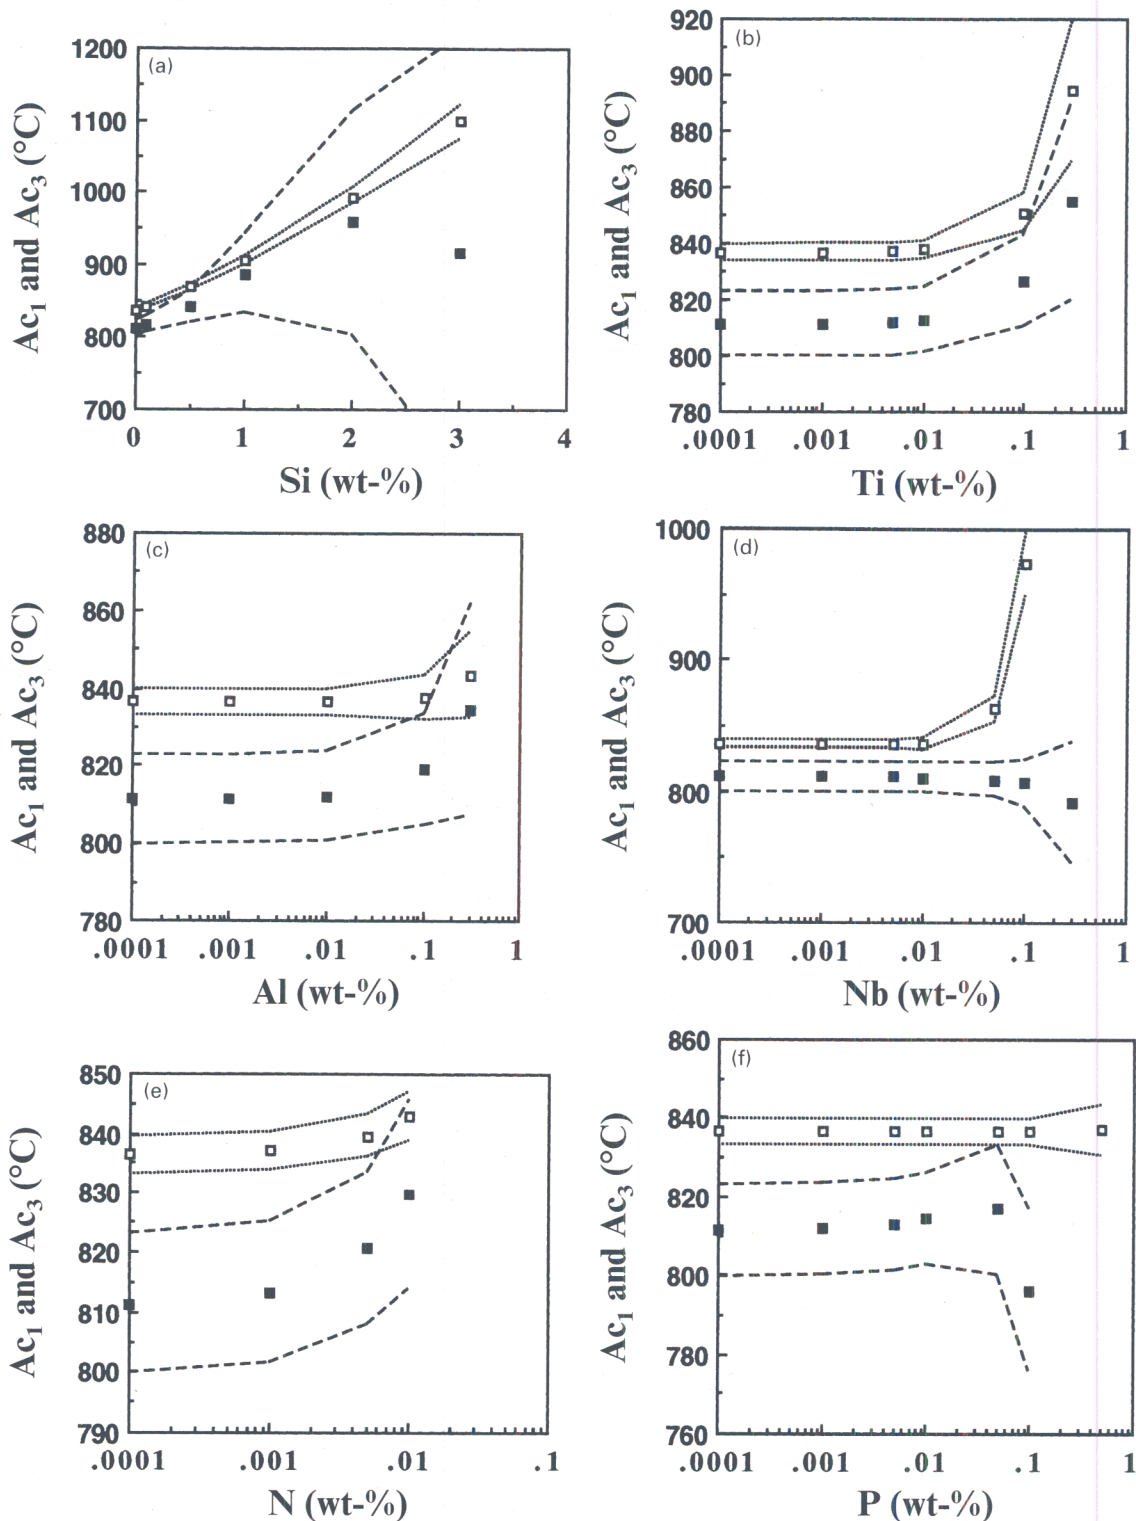 (a)
1200
1100
1000
900
800
700
0 1 2 3 4
Ac1 and Ac3 (°C)
Si (wt-%)
(b)
920
900
880
860
840
820
800
780
.0001 .001 .01 .1 1
Ac1 and Ac3 (°C)
Ti (wt-%)
(c)
880
860
840
820
800
780
.0001 .001 .01 .1 1
Ac1 and Ac3 (°C)
Al (wt-%)
(d)
1000
900
800
700
.0001 .001 .01 .1 1
Ac1 and Ac3 (°C)
Nb (wt-%)
(e)
850
840
830
820
810
800
790
.0001 .001 .01 .1
Ac1 and Ac3 (°C)
N (wt-%)
(f)
860
840
820
800
780
760
.0001 .001 .01 .1 1
Ac1 and Ac3 (°C)
P (wt-%)